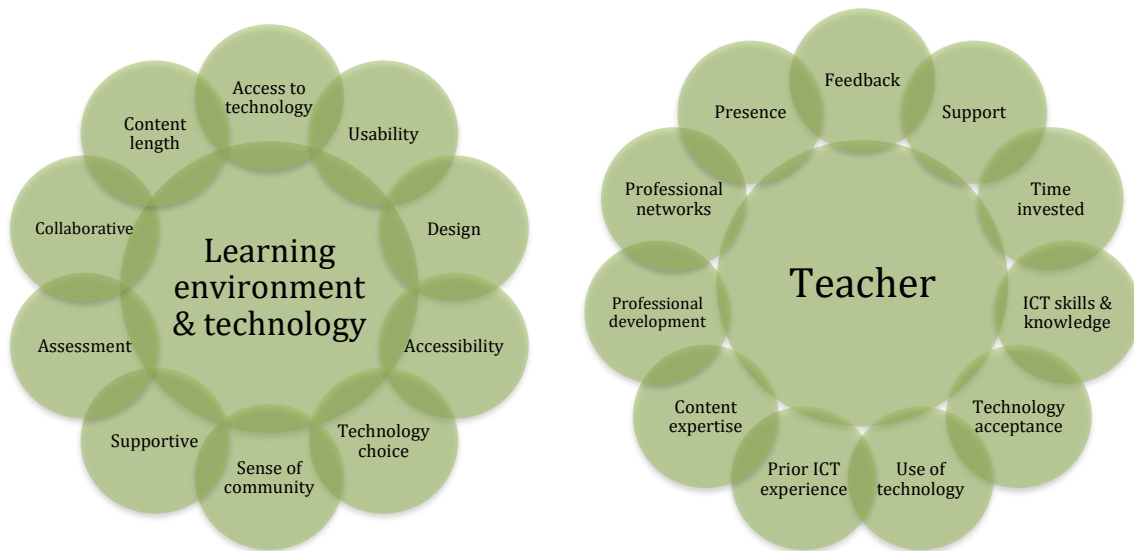 Access to
technology
Usability
Design
Accessibility
Technology
choice
Sense of
community
Supportive
Assessment
Collaborative
Content
length
Learning
environment
& technology
Feedback
Support
Time
invested
ICT skills &
knowledge
Technology
acceptance
Use of
technology
Prior ICT
experience
Content
expertise
Professional
development
Professional
networks
Presence
Teacher